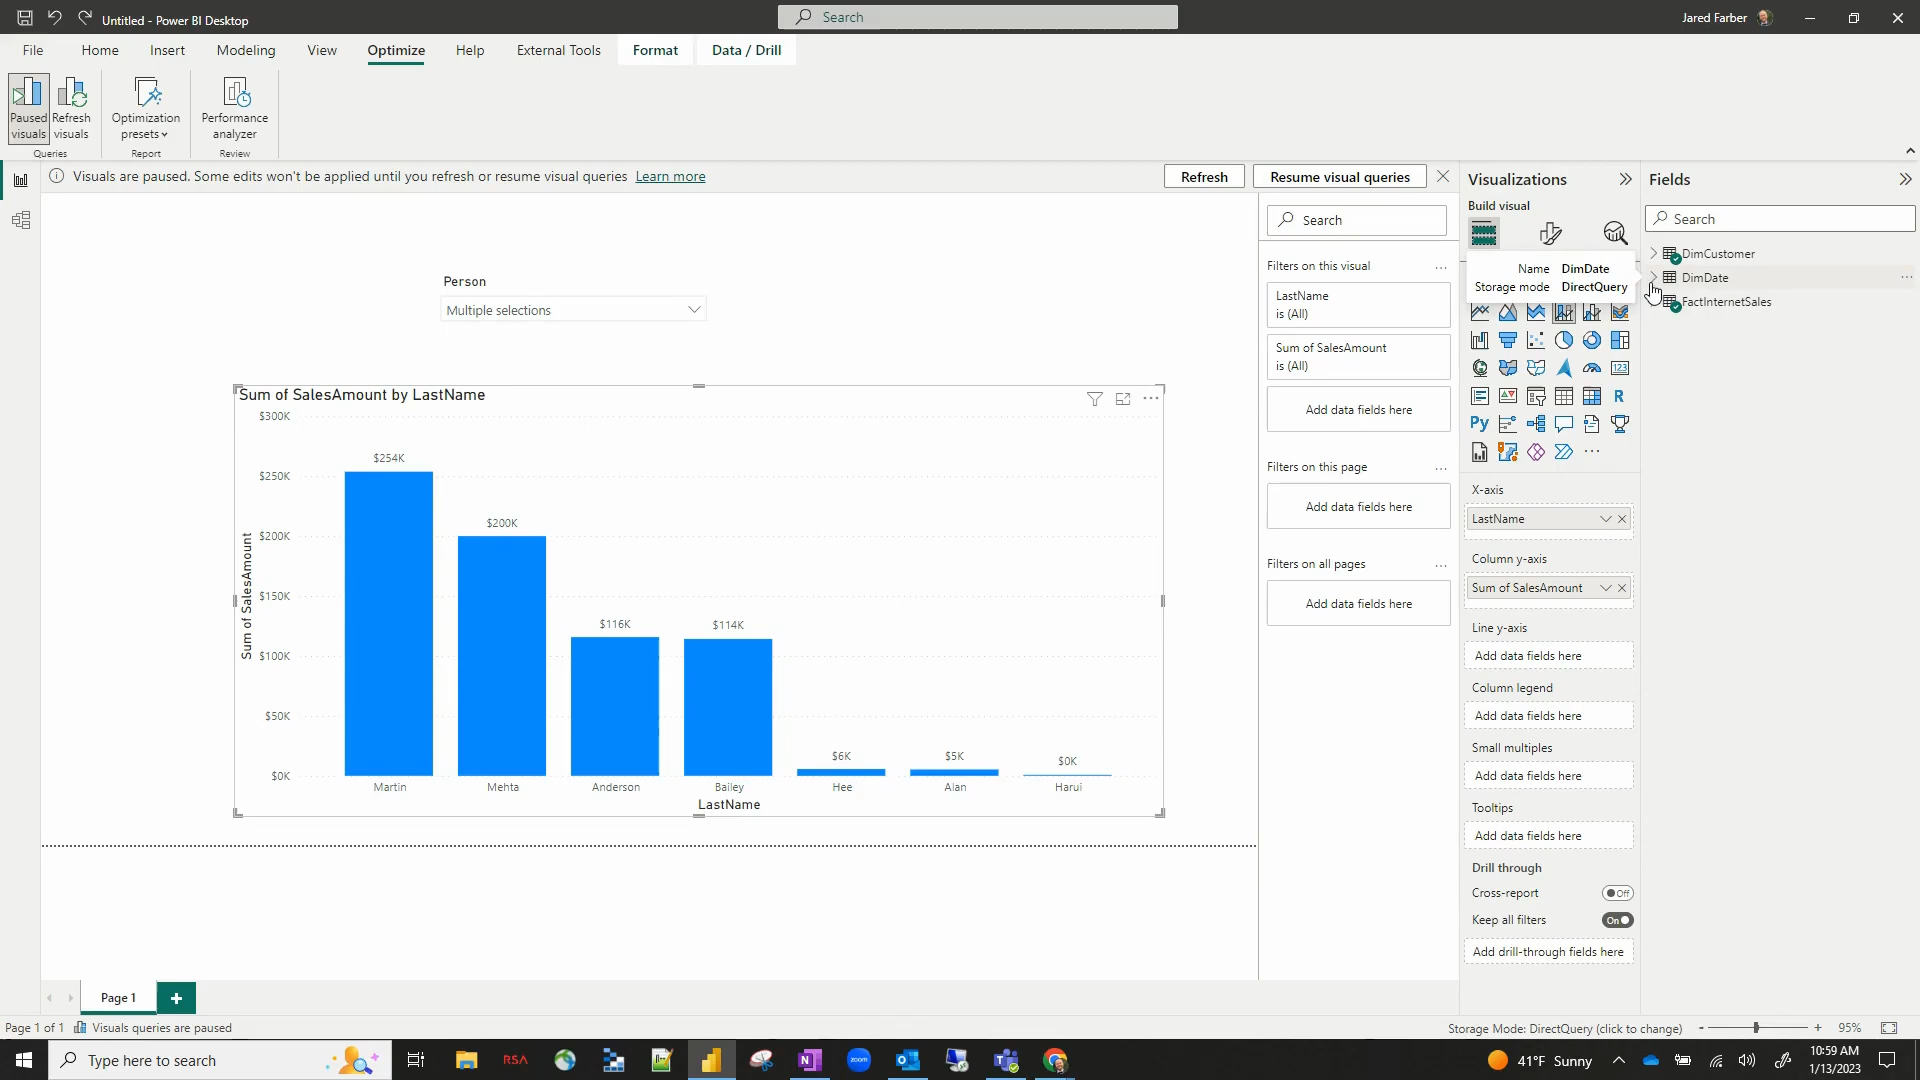 Untitled - Power BI Desktop
Search
Jared Farber
File
Home
Insert
Modeling
View
Optimize
Help
External Tools
Format
Data / Drill
Paused
visuals
Refresh
visuals
Optimization
presets
Performance
analyzer
Queries
Report
Review
Visuals are paused. Some edits won't be applied until you refresh or resume visual queries Learn more
Refresh
Resume visual queries
Person
Multiple selections
Sum of SalesAmount by LastName
$300K
$250K
$200K
$150K
$100K
$50K
$0K
Sum of SalesAmount
$254K
$200K
$116K
$114K
$6K
$5K
$0K
Martin
Mehta
Anderson
Bailey
Hee
Alan
Harui
LastName
Search
Filters on this visual
LastName
is (All)
Sum of SalesAmount
is (All)
Add data fields here
Filters on this page
Add data fields here
Filters on all pages
Add data fields here
Visualizations
Build visual
Name DimDate
Storage mode DirectQuery
123
R
Py
X-axis
LastName
Column y-axis
Sum of SalesAmount
Line y-axis
Add data fields here
Column legend
Add data fields here
Small multiples
Add data fields here
Tooltips
Add data fields here
Drill through
Cross-report
Off
Keep all filters
On
Add drill-through fields here
Fields
Search
DimCustomer
DimDate
FactInternetSales
Page 1
Page 1 of 1
Visuals queries are paused
Storage Mode: DirectQuery (click to change)
95%
Type here to search
RSA
zoom
41°F Sunny
10:59 AM
1/13/2023